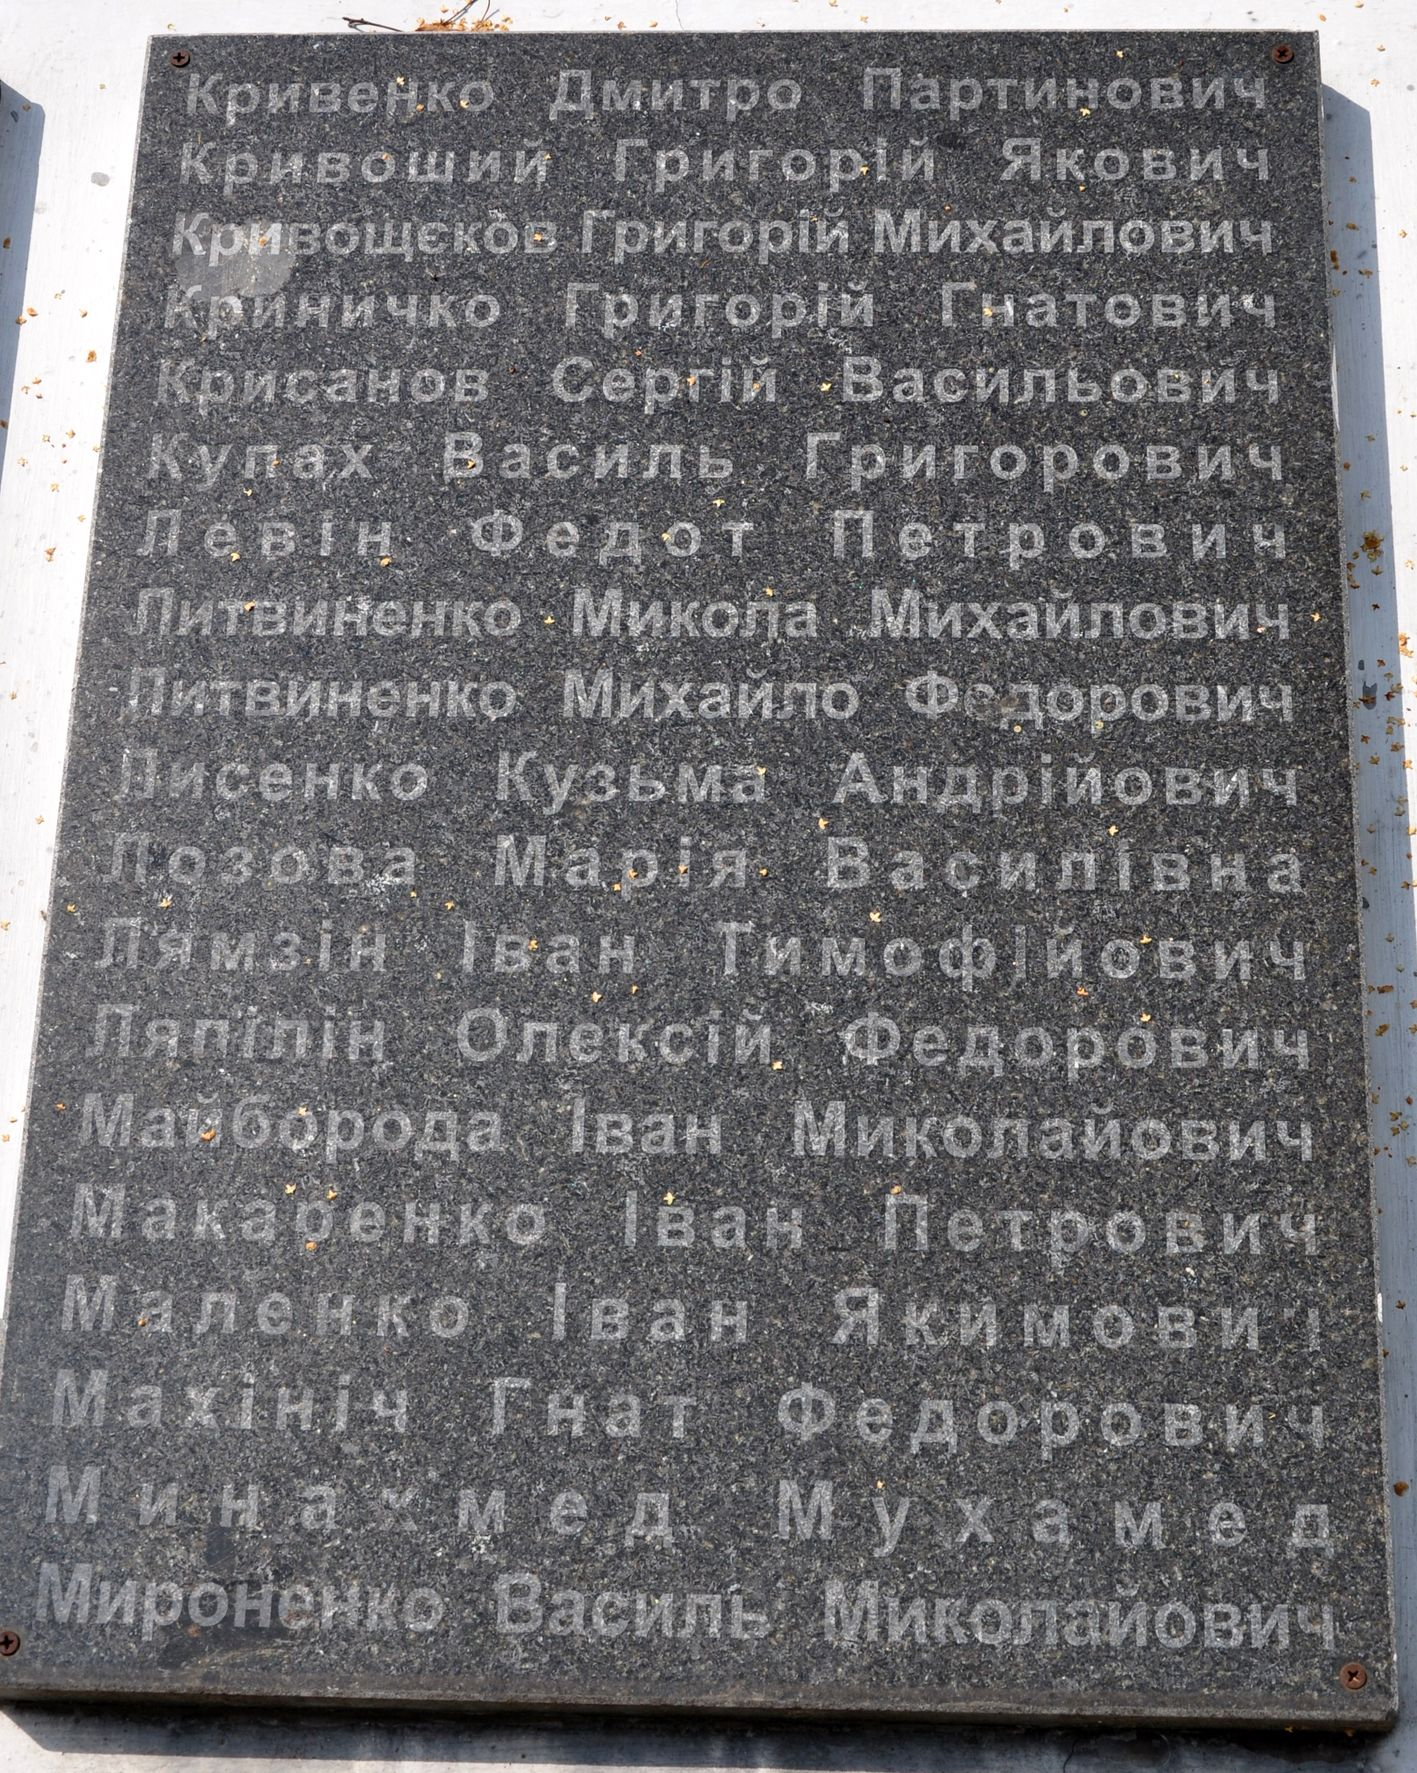 Кривенко Дмитро Партинович
Кривоший Григорій Якович
Кривощєков Григорій Михайлович
Криничко Григорій Гнатович
Крисанов Сергій Васильович
Купах Василь Григорович
Левін Федот Петрович
Литвиненко Микола Михайлович
Литвиненко Михайло Федорович
Лисенко Кузьма Андрійович
Лозова Марія Василівна
Лямзін Іван Тимофійович
Ляпілін Олексій Федорович
Майборода Іван Миколайович
Макаренко Іван Петрович
Маленко Іван Якимович
Махініч Гнат Федорович
Минахмед Мухамед
Мироненко Василь Миколайович